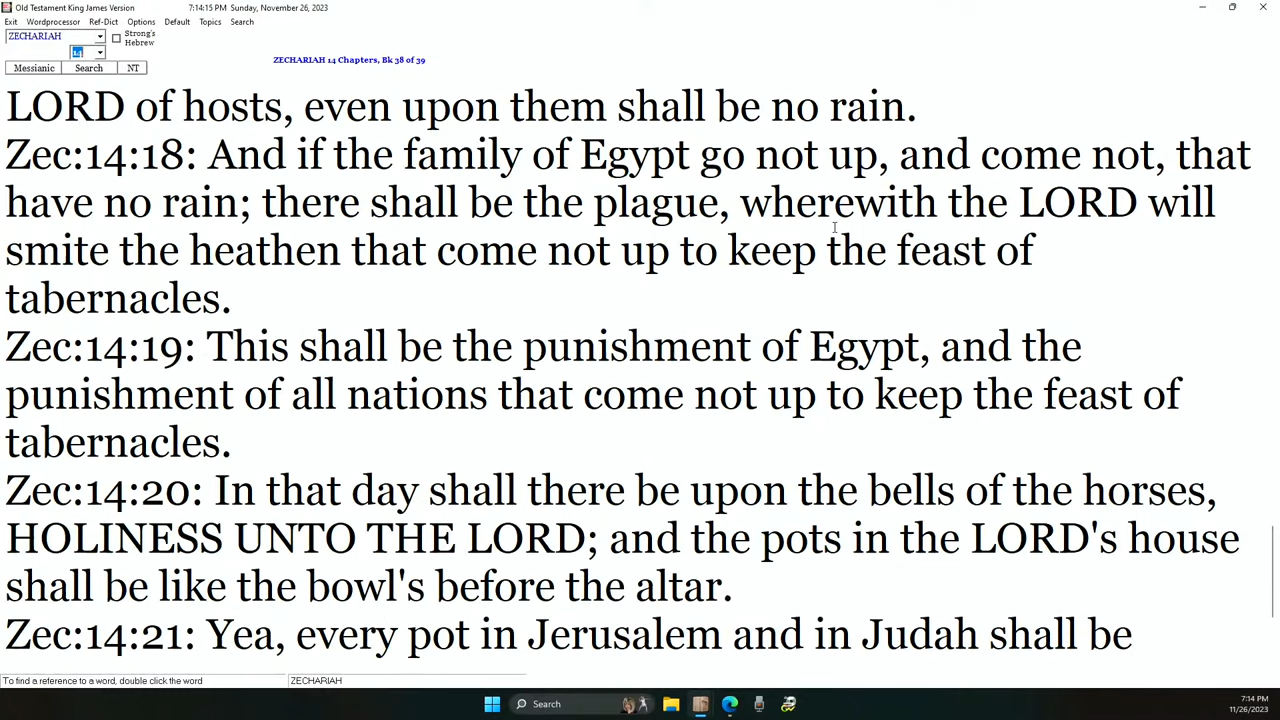 Old Testament King James Version 7:14:15 PM Sunday, November 26, 2023
Exit Wordprocessor Ref-Dict Options Default Topics Search
ZECHARIAH
Strong's
Hebrew
14
ZECHARIAH 14 Chapters, Bk 38 of 39
Messianic Search NT
LORD of hosts, even upon them shall be no rain.
Zec:14:18: And if the family of Egypt go not up, and come not, that
have no rain; there shall be the plague, wherewith the LORD will
smite the heathen that come not up to keep the feast of
tabernacles.
Zec:14:19: This shall be the punishment of Egypt, and the
punishment of all nations that come not up to keep the feast of
tabernacles.
Zec:14:20: In that day shall there be upon the bells of the horses,
HOLINESS UNTO THE LORD; and the pots in the LORD's house
shall be like the bowl's before the altar.
Zec:14:21: Yea, every pot in Jerusalem and in Judah shall be
To find a reference to a word, double click the word ZECHARIAH
Search
7:14 PM
11/26/2023